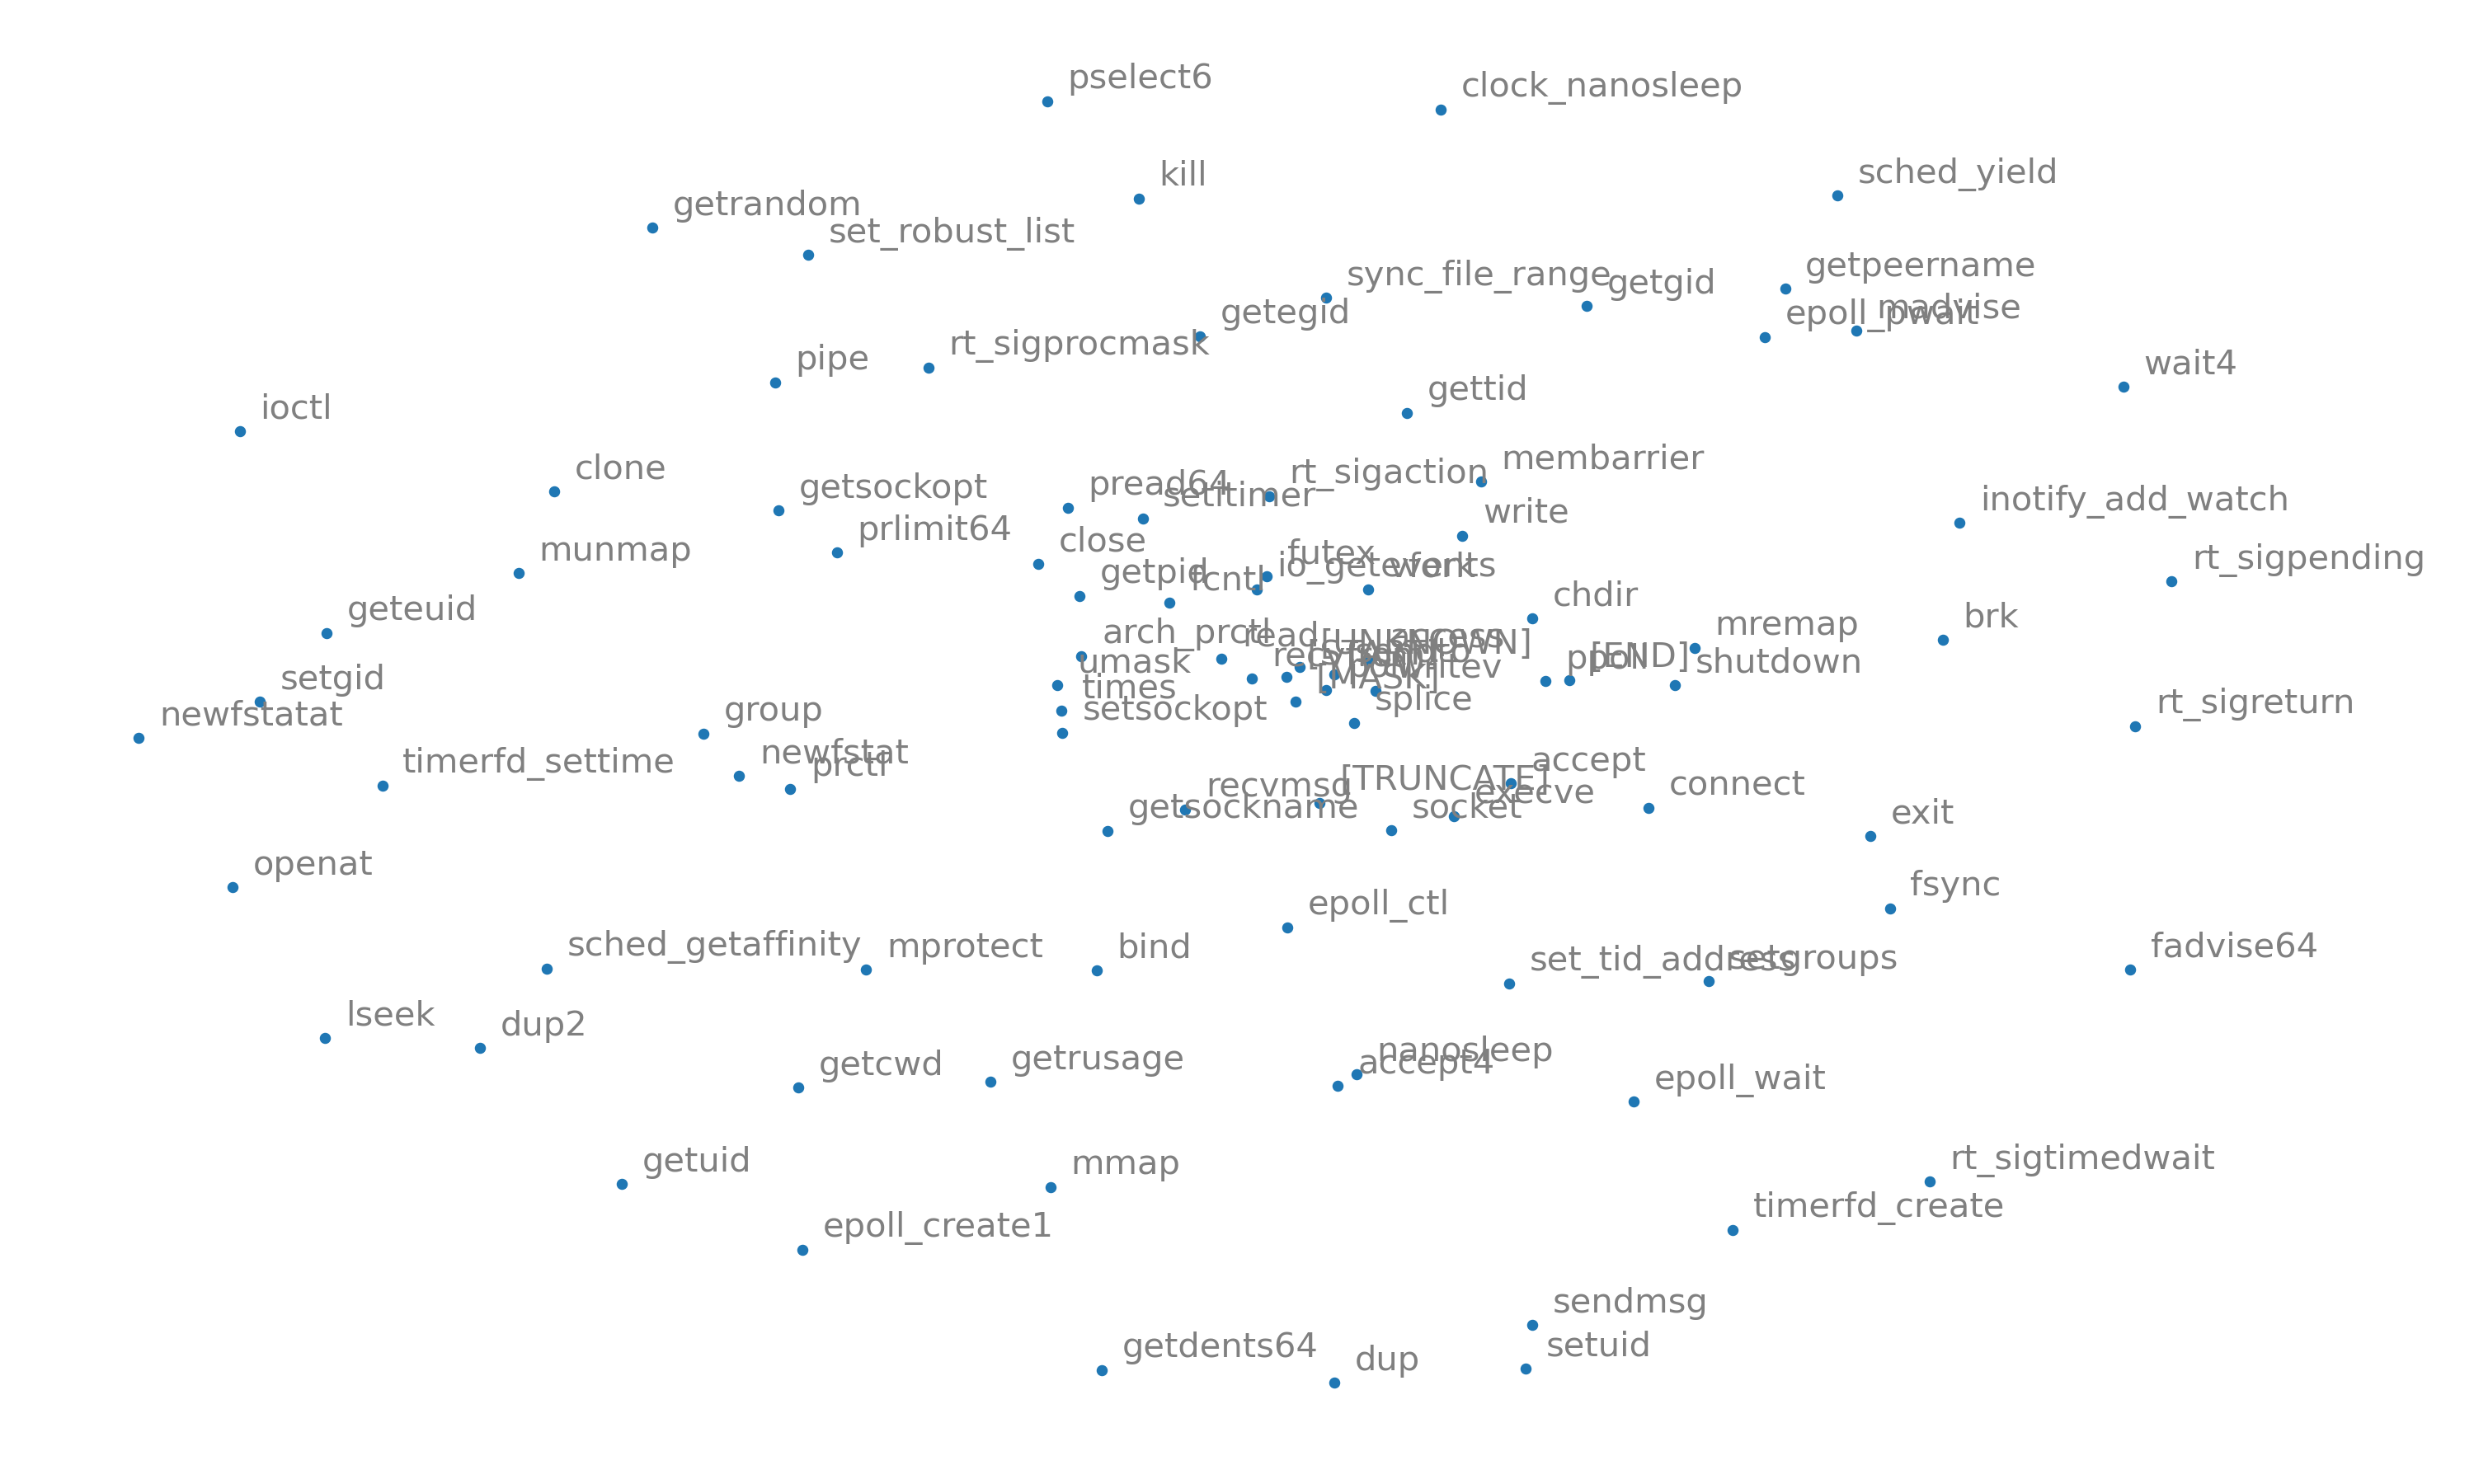 pselect6
clock_nanosleep
kill
sched_yield
getrandom
set_robust_list
sync_file_range
getgid
getpeername
getegid
epoll_pwait
madvise
rt_sigprocmask
pipe
wait4
gettid
ioctl
clone
getsockopt
pread64
setitimer
rt_sigaction
membarrier
inotify_add_watch
write
prlimit64
close
munmap
futex
io_getevents
vfork
rt_sigpending
getpid
fcntl
chdir
geteuid
brk
mremap
arch_prctl
read
[UNKNOWN]
access
umask
ppoll
[END]
shutdown
setgid
times
[MASK]
writev
splice
newfstatat
group
setsockopt
rt_sigreturn
timerfd_settime
newfstat
prctl
recvmsg
[TRUNCATE]
accept
execve
connect
getsockname
socket
exit
openat
fsync
epoll_ctl
sched_getaffinity
mprotect
bind
set_tid_address
setgroups
fadvise64
lseek
dup2
getcwd
getrusage
nanosleep
accept4
epoll_wait
getuid
mmap
rt_sigtimedwait
timerfd_create
epoll_create1
sendmsg
getdents64
dup
setuid